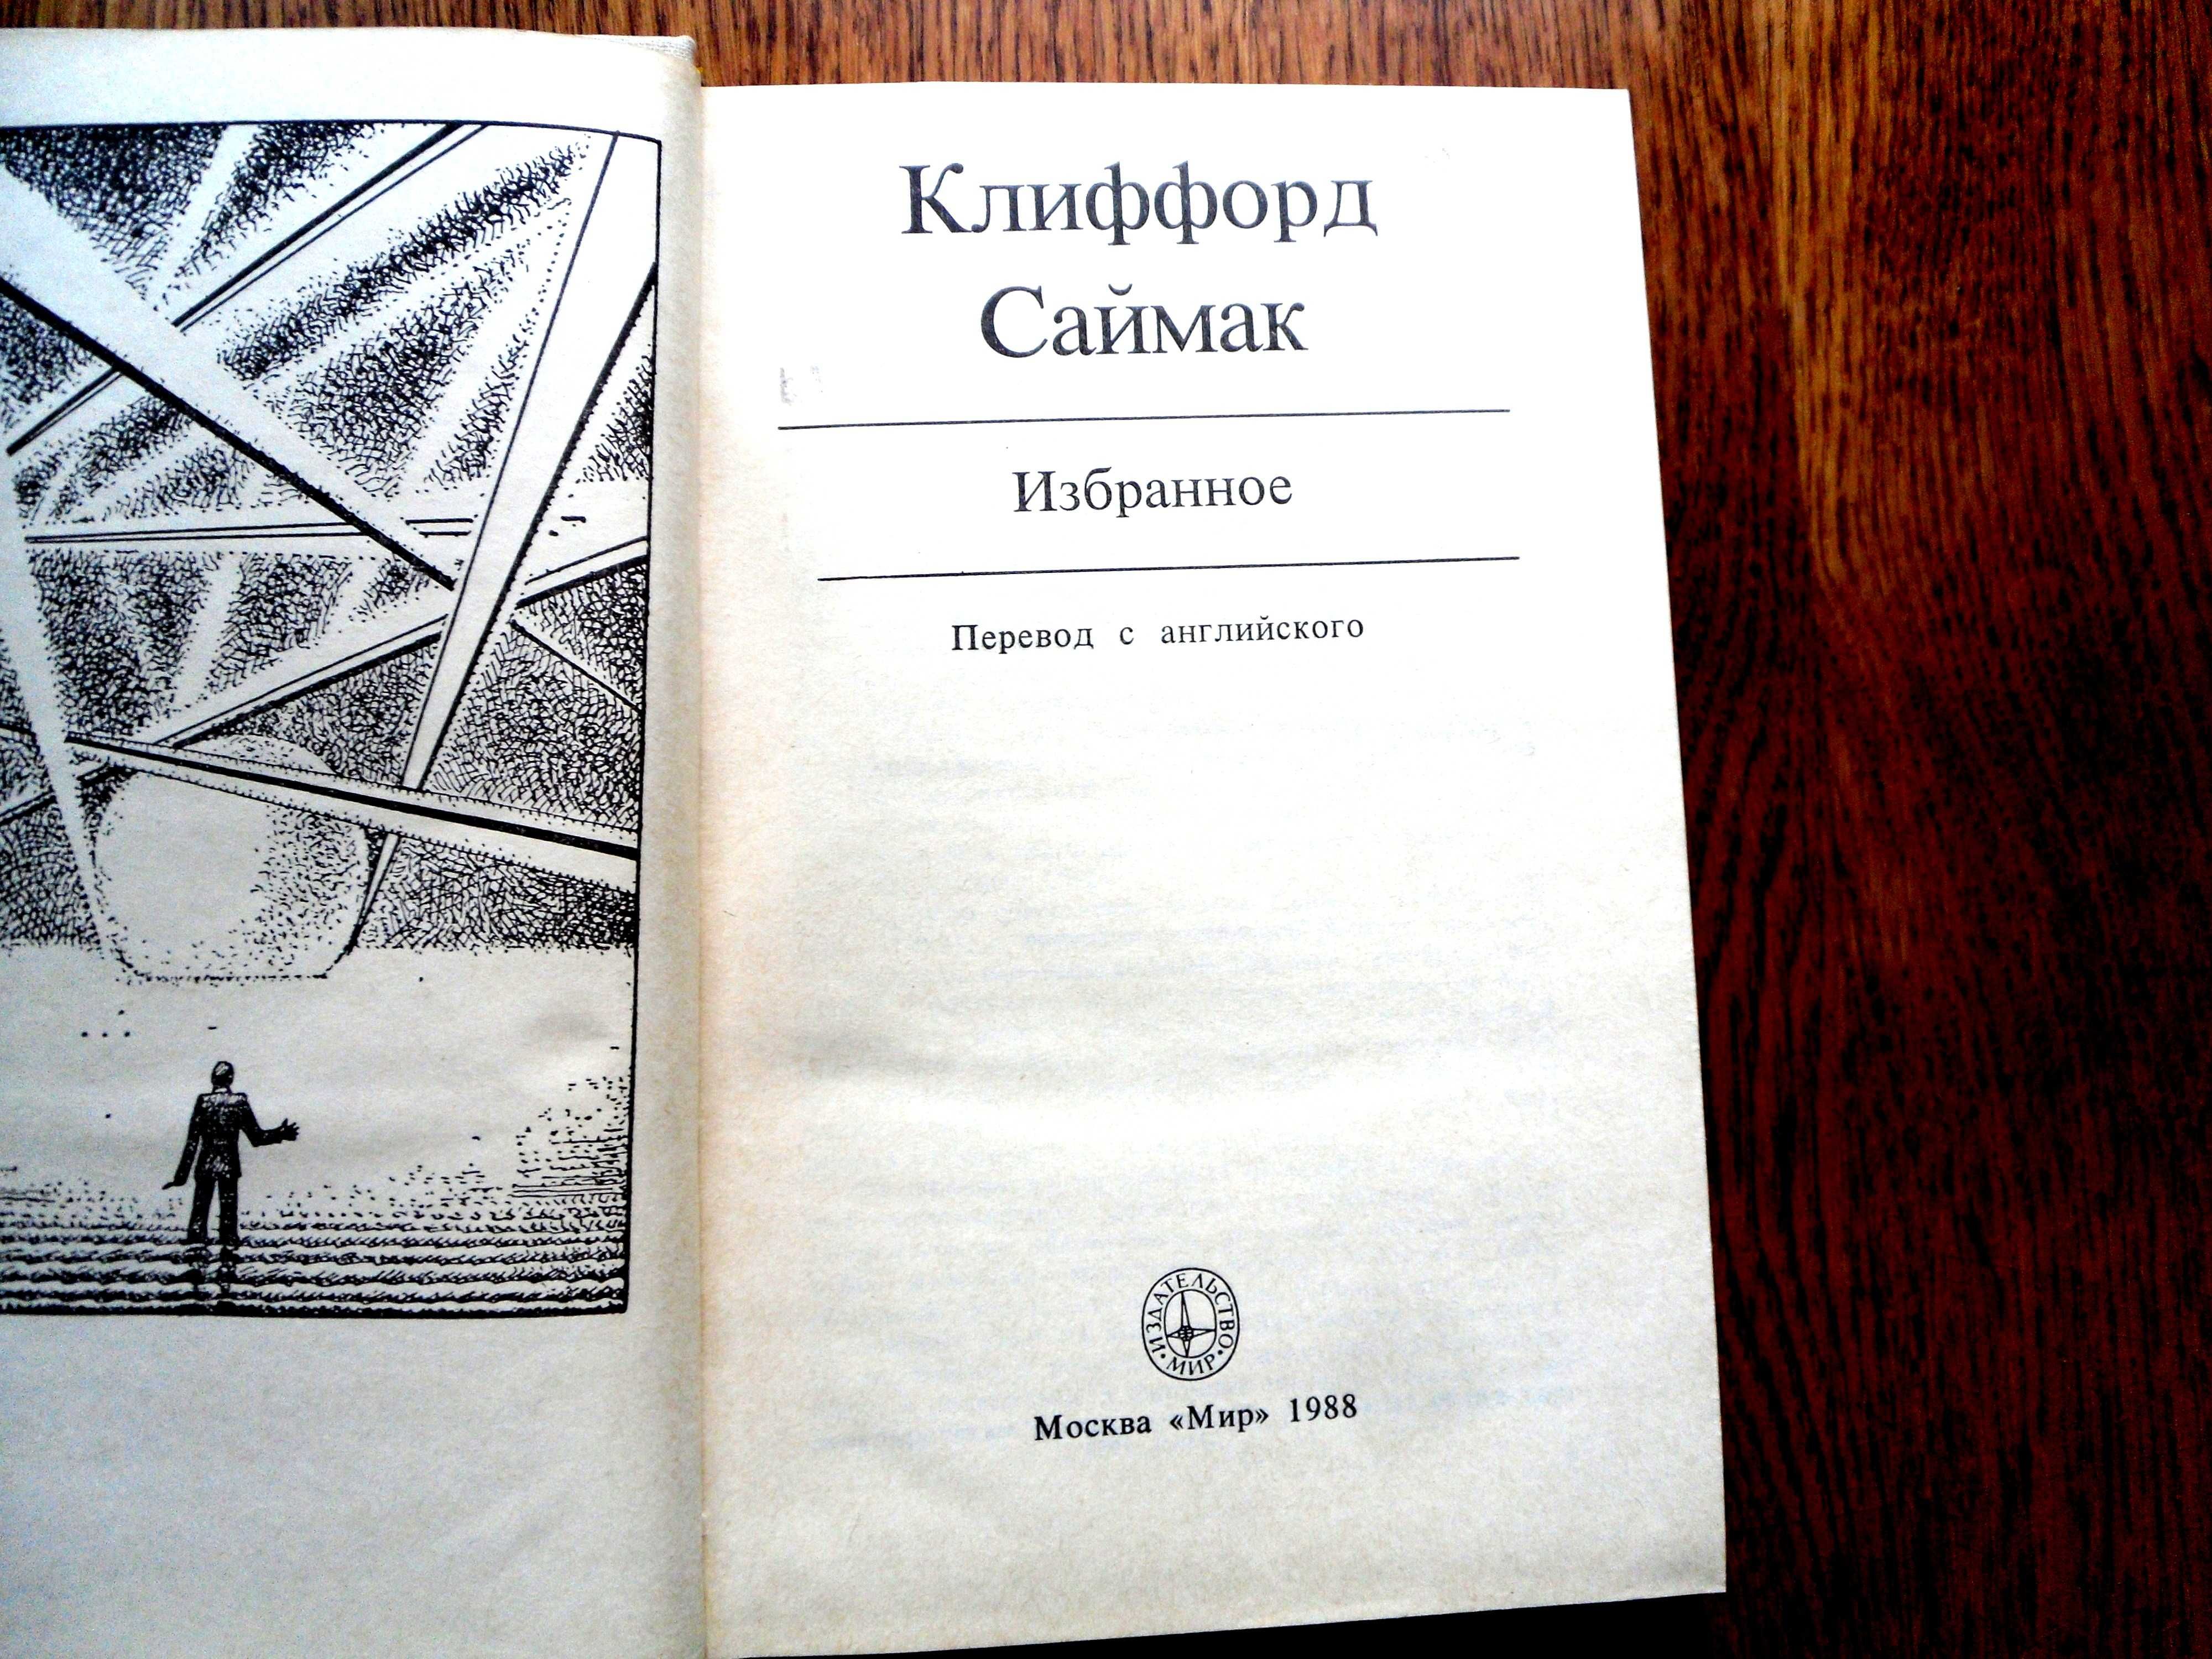 Клиффорд
Саймак
Избранное
Перевод с английского
ИЗДАТЕЛЬСТВО
• МИР •
Москва «Мир» 1988